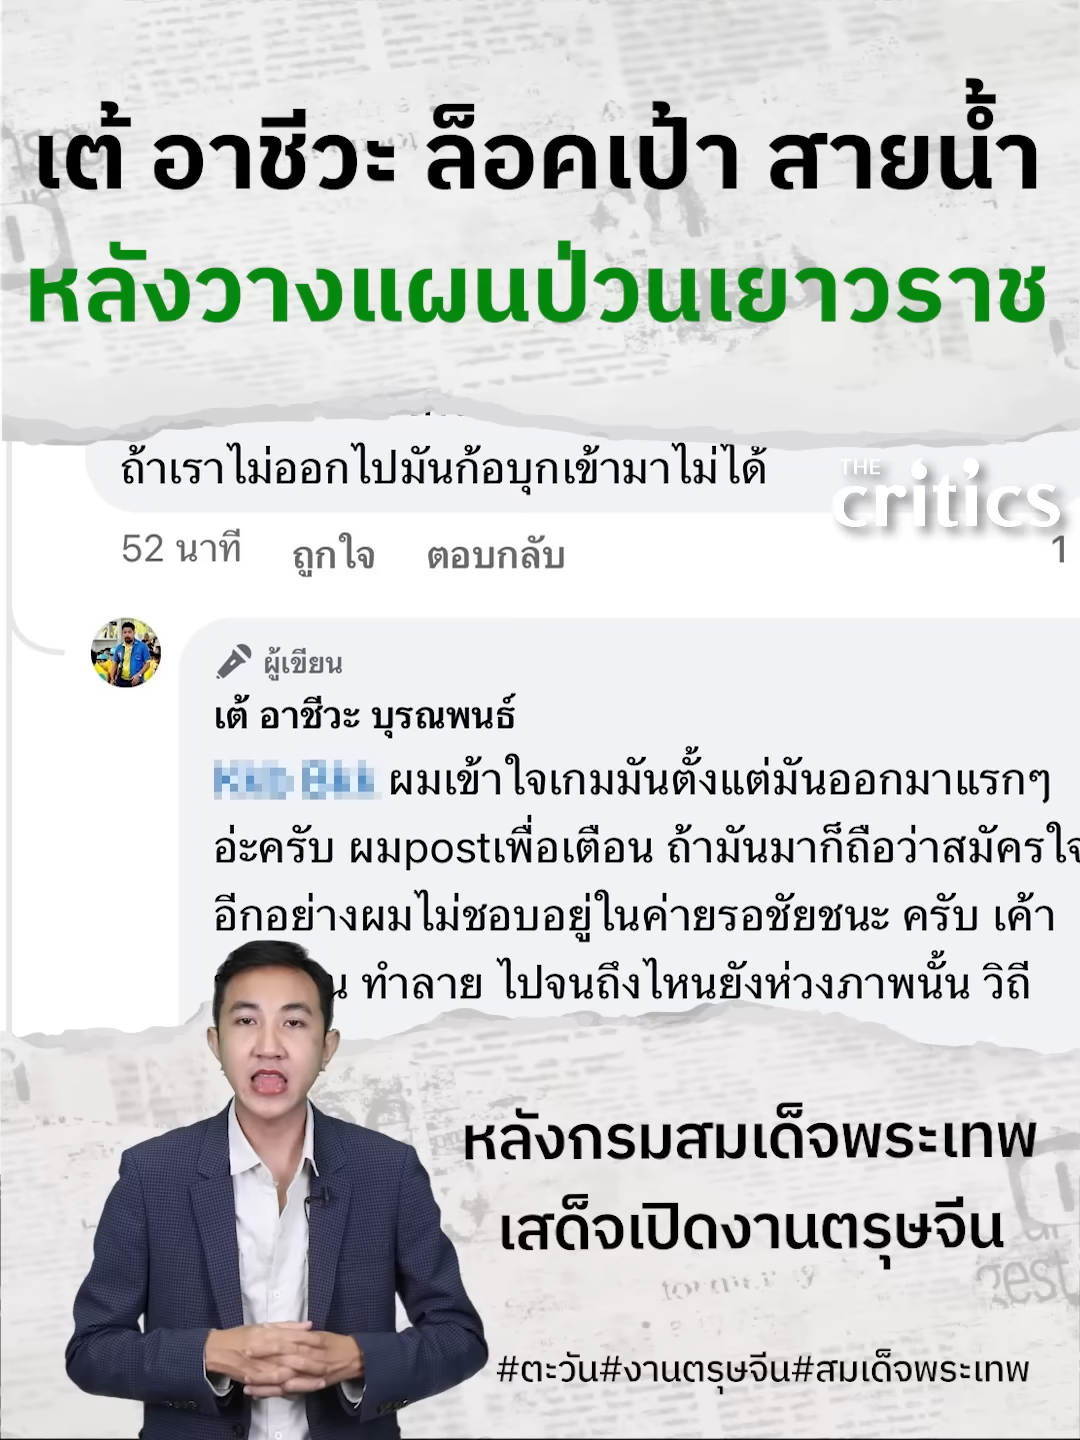 เต้ อาชีวะ ล็อคเป้า สายน้ำ
หลังวางแผนป่วนเยาวราช
ถ้าเราไม่ออกไปมันก้อบุกเข้ามาไม่ได้
THE
critics
52 นาที ถูกใจ ตอบกลับ 1
ผู้เขียน
เต้ อาชีวะ บุรณพนธ์
ผมเข้าใจเกมมันตั้งแต่มันออกมาแรกๆ
อ่ะครับ ผมpostเพื่อเตือน ถ้ามันมาก็ถือว่าสมัครใจ
อีกอย่างผมไม่ชอบอยู่ในค่ายรอชัยชนะ ครับ เค้า
ทำลาย ไปจนถึงไหนยังห่วงภาพนั้น วิถี
หลังกรมสมเด็จพระเทพ
เสด็จเปิดงานตรุษจีน
#ตะวัน#งานตรุษจีน#สมเด็จพระเทพ